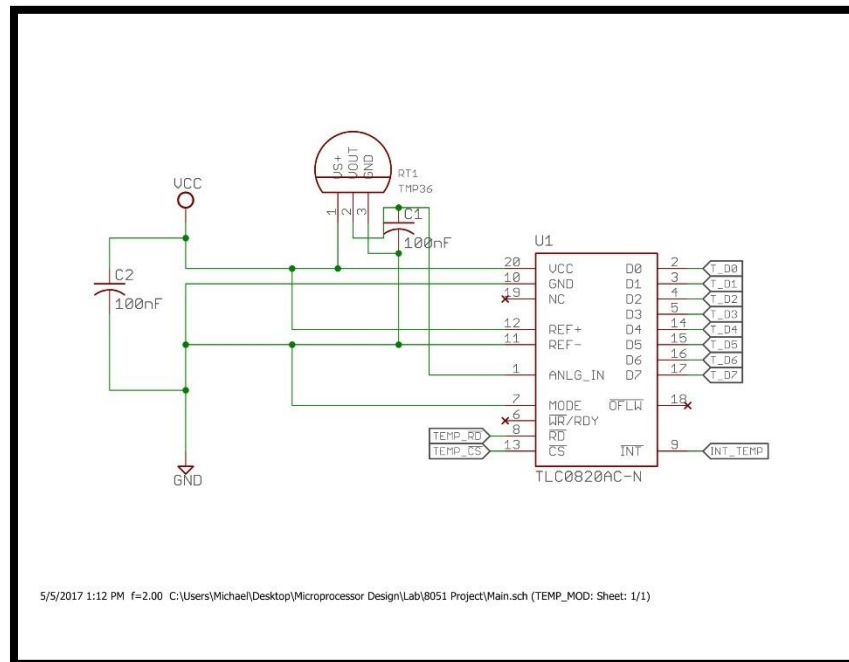 VS+
VOUT
GND
RT1
TMP36
1
2
3
VCC
C1
100nF
C2
100nF
GND
U1
20 VCC D0 2 T_D0
10 GND D1 3 T_D1
19 NC D2 4 T_D2
D3 5 T_D3
12 REF+ D4 14 T_D4
11 REF- D5 15 T_D5
D6 16 T_D6
1 ANLG_IN D7 17 T_D7
7 MODE OFLW 18
6 WR/RDY
TEMP_RD 8 RD
TEMP_CS 13 CS INT 9 INT_TEMP
TLC0820AC-N
5/5/2017 1:12 PM f=2.00 C:\Users\Michael\Desktop\Microprocessor Design\Lab\8051 Project\Main.sch (TEMP_MOD: Sheet: 1/1)